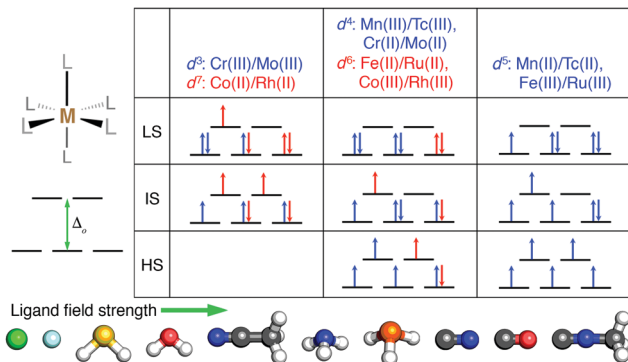 d³: Cr(III)/Mo(III)
d⁷: Co(II)/Rh(II)
d⁴: Mn(III)/Tc(III),
Cr(II)/Mo(II)
d⁶: Fe(II)/Ru(II),
Co(III)/Rh(III)
d⁵: Mn(II)/Tc(II),
Fe(III)/Ru(III)
L
L L
M
L L
L
Δo
LS
IS
HS
Ligand field strength